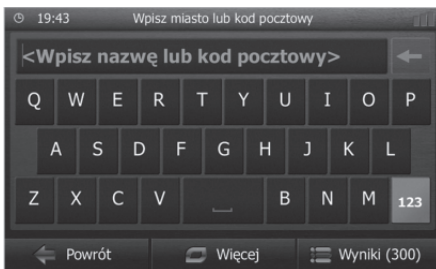 19:43 Wpisz miasto lub kod pocztowy
<Wpisz nazwę lub kod pocztowy>
Q W E R T Y U I O P
A S D F G H J K L
Z X C V B N M 123
Powrót Więcej Wyniki (300)